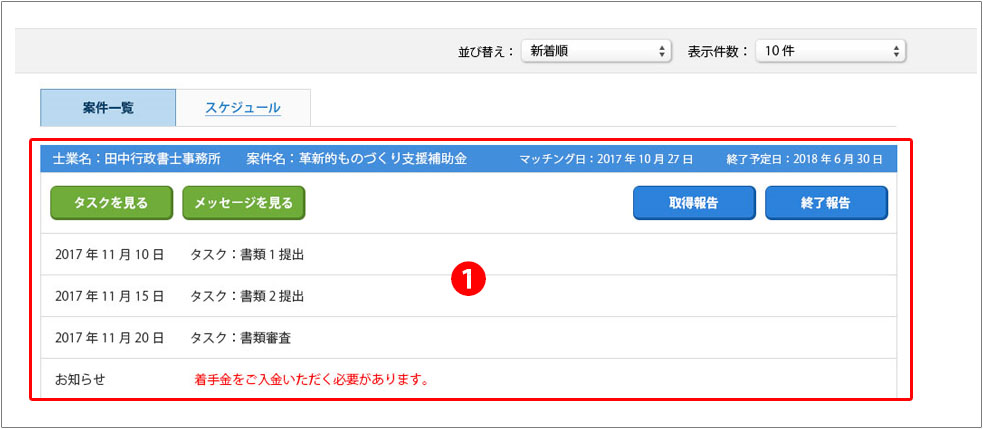 並び替え： 新着順 表示件数： 10 件
案件一覧 スケジュール
士業名：田中行政書士事務所 案件名：革新的ものづくり支援補助金 マッチング日：2017 年 10 月 27 日 終了予定日：2018 年 6 月 30 日
タスクを見る メッセージを見る 取得報告 終了報告
2017 年 11 月 10 日 タスク：書類 1 提出
1
2017 年 11 月 15 日 タスク：書類 2 提出
2017 年 11 月 20 日 タスク：書類審査
お知らせ 着手金をご入金いただく必要があります。